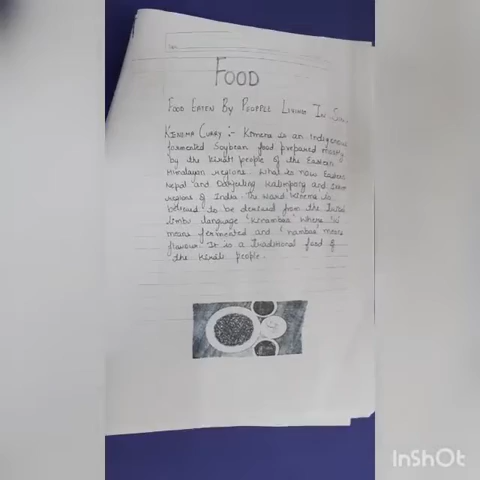 FOOD
FOOD EATEN BY POEPLE LIVING IN
KINEMA CURRY :- Kinema is an indigenous
fermented Soybean food prepared mostly
by the Kirati people of the Eastern
Himalayan regions. What is now Eastern
Nepal and Darjeeling Kalimpong and
regions of India. The word Kinema is
believed to be derived from the
limbu language 'Kinambaa' where 'Ki'
means fermented and 'nambaa' means
flavour. It is a traditional food of
the Kirati people.
InShOt